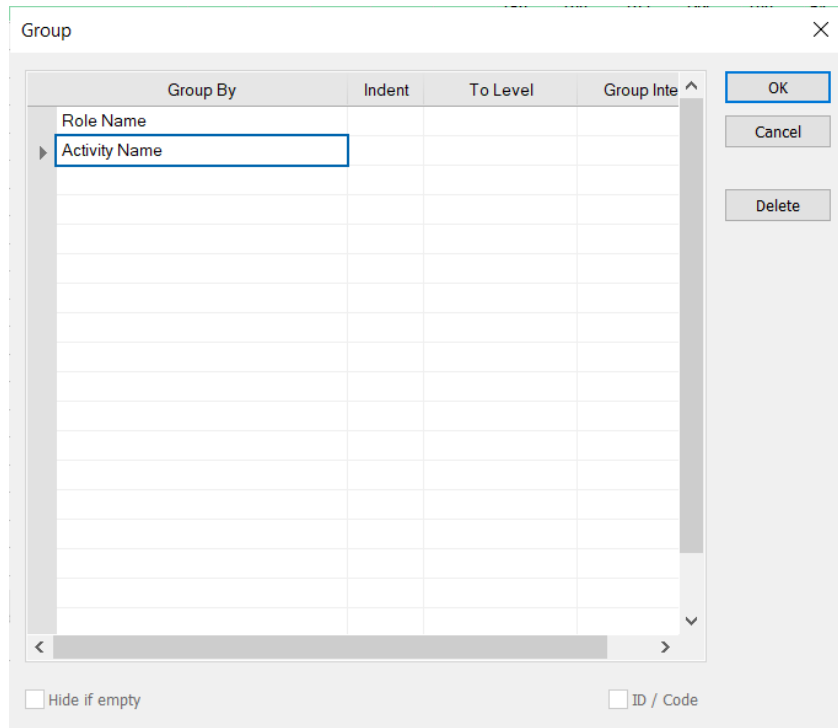 Group
Group By Indent To Level Group Inte
OK
Role Name
Cancel
Activity Name
Delete
Hide if empty ID / Code